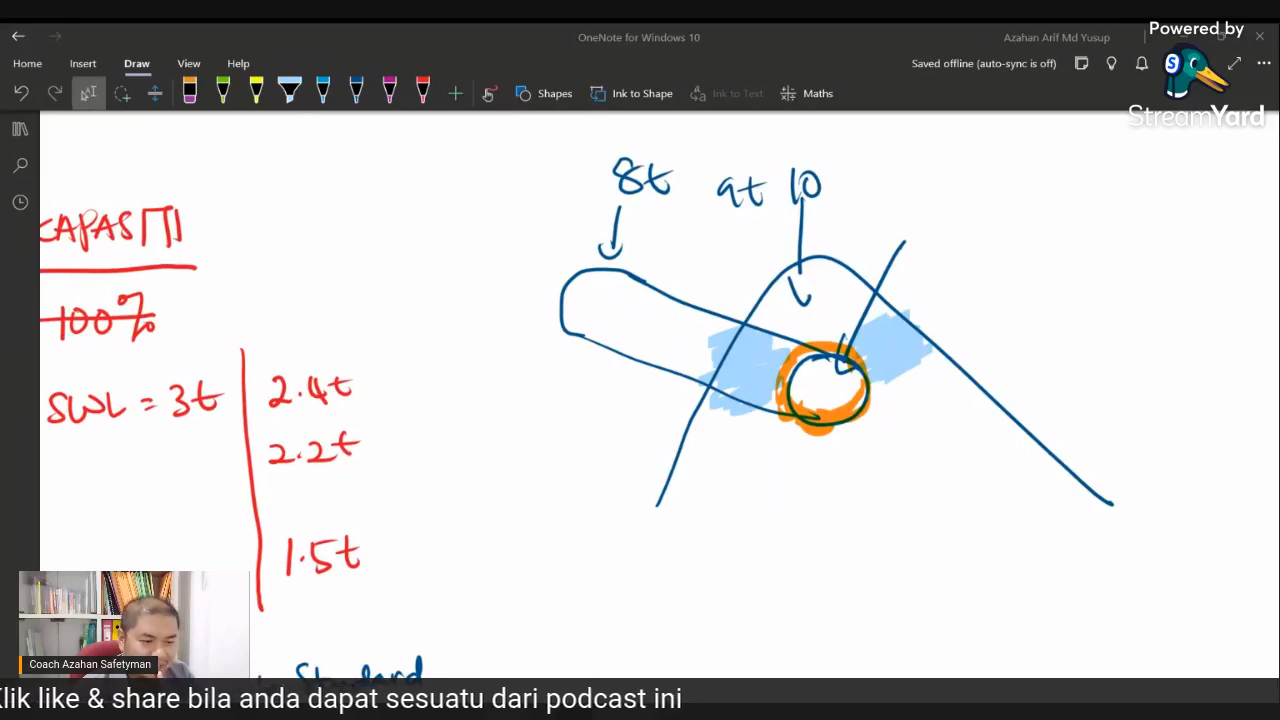 Powered by
StreamYard
OneNote for Windows 10
Azahan Arif Md Yusup
Home Insert Draw View Help
Saved offline (auto-sync is off)
Shapes Ink to Shape Ink to Text Maths
8t at 10
KAPASITI
100%
SWL = 3t 2.4t
2.2t
1.5t
Standard
Coach Azahan Safetyman
Klik like & share bila anda dapat sesuatu dari podcast ini